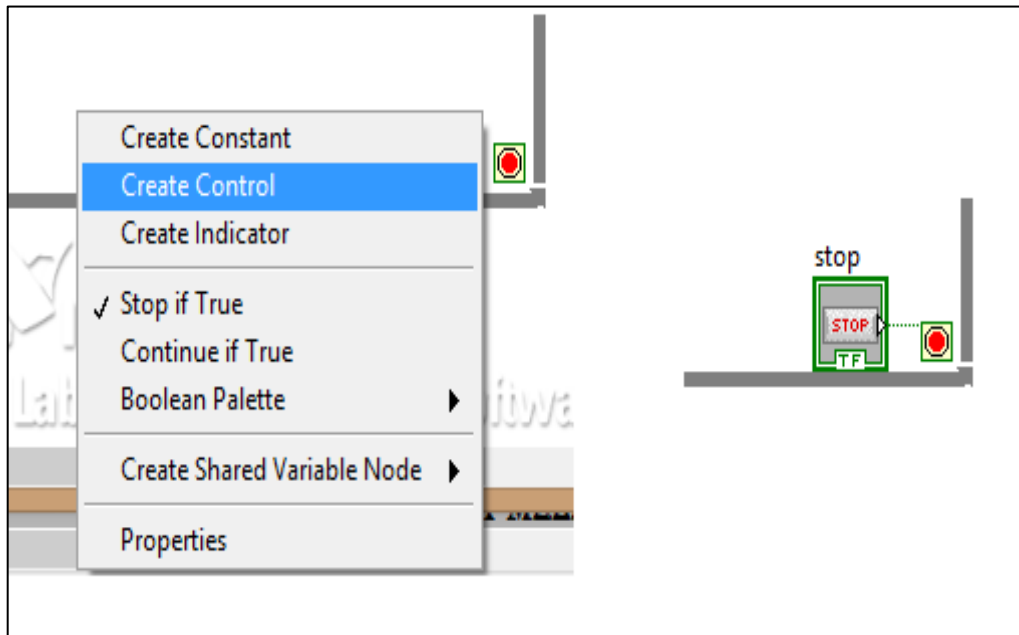 Create Constant
Create Control
Create Indicator
✓ Stop if True
Continue if True
Boolean Palette
Create Shared Variable Node
Properties
stop
STOP
TF